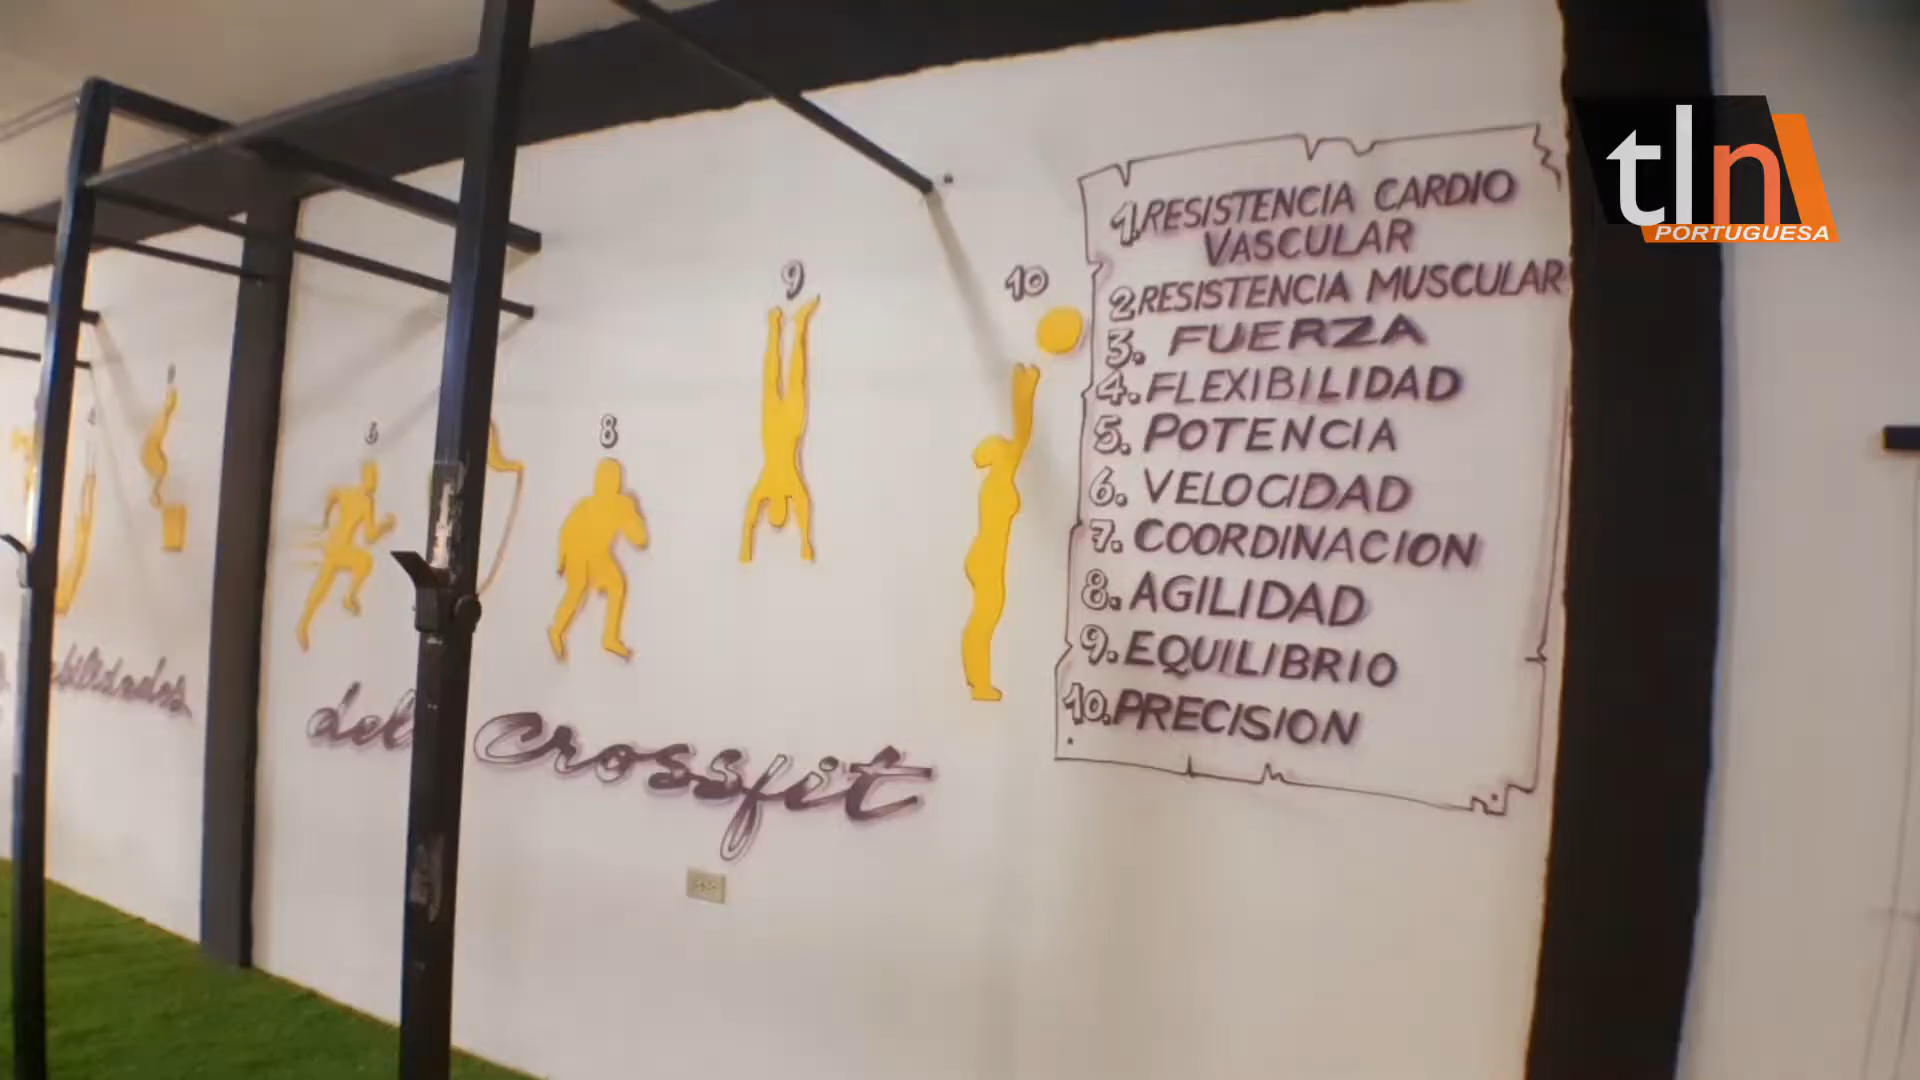 tln
PORTUGUESA
1. RESISTENCIA CARDIO
VASCULAR
2. RESISTENCIA MUSCULAR
3. FUERZA
4. FLEXIBILIDAD
5. POTENCIA
6. VELOCIDAD
7. COORDINACION
8. AGILIDAD
9. EQUILIBRIO
10. PRECISION
6
8
9
10
del Crossfit